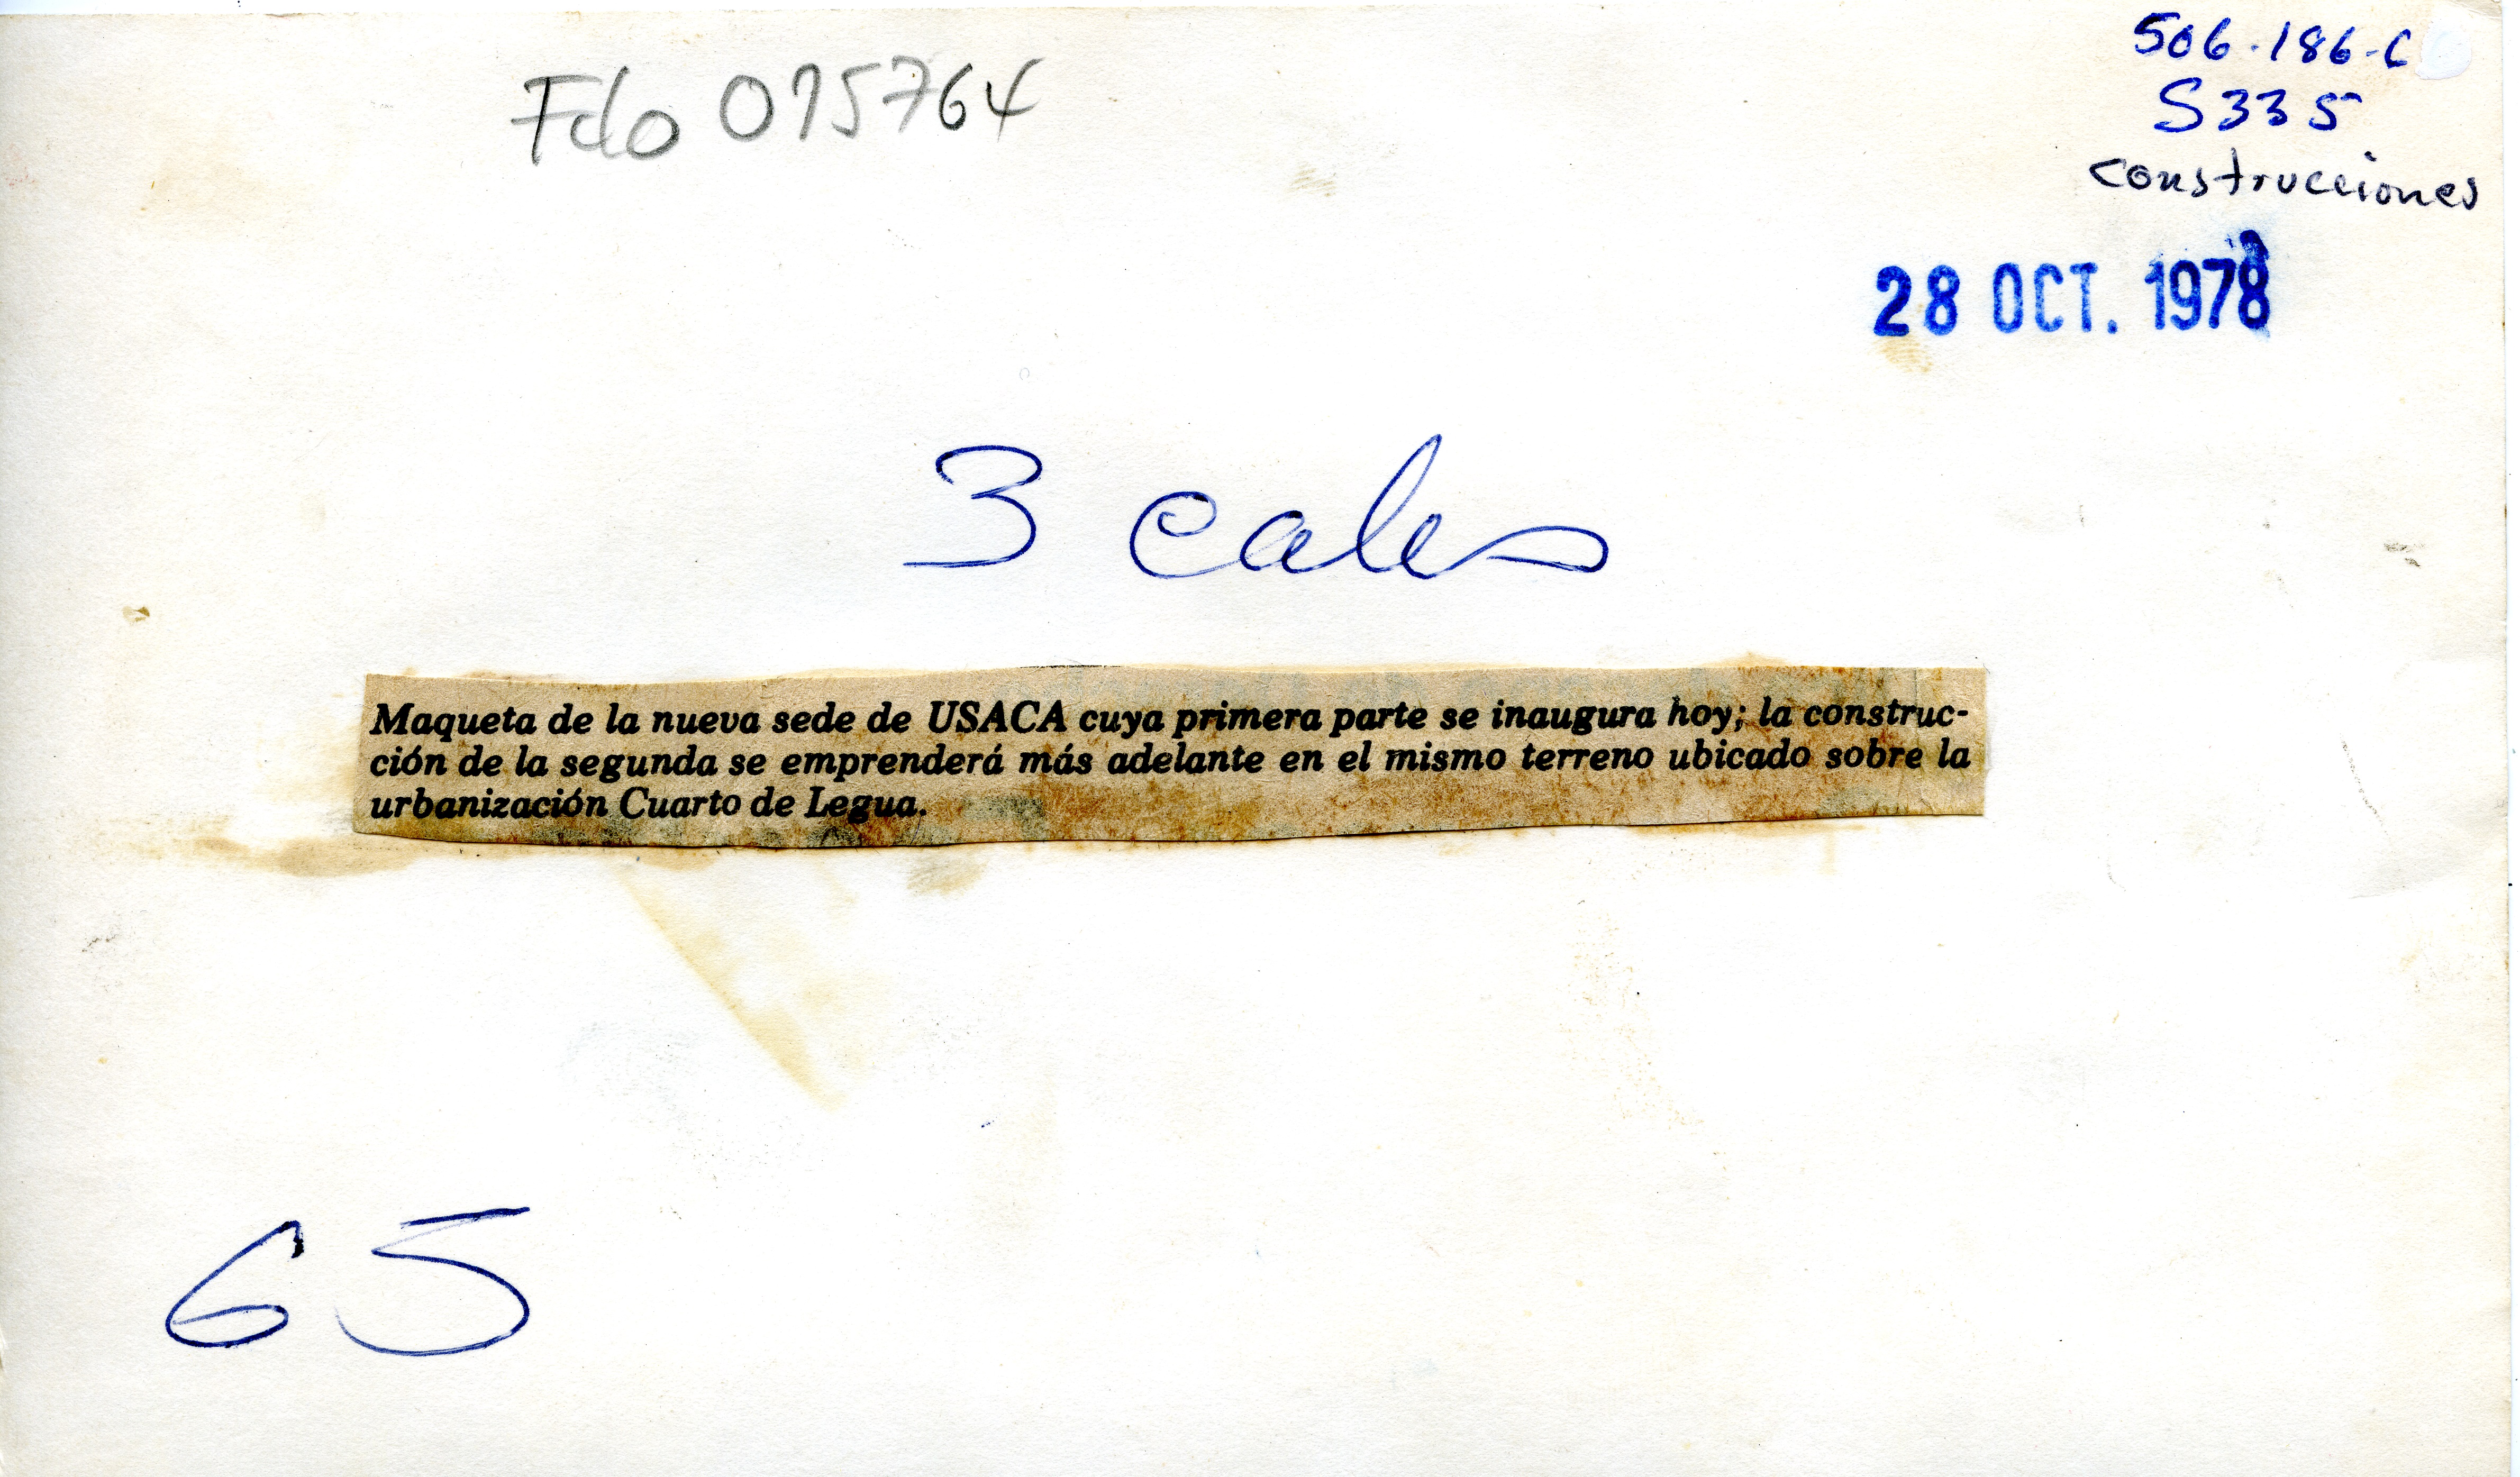 506-186-C
S335
construcciones
Fdo 015764
28 OCT. 1978
3 cales
Maqueta de la nueva sede de USACA cuya primera parte se inaugura hoy; la construc-
ción de la segunda se emprenderá más adelante en el mismo terreno ubicado sobre la
urbanización Cuarto de Legua.
65